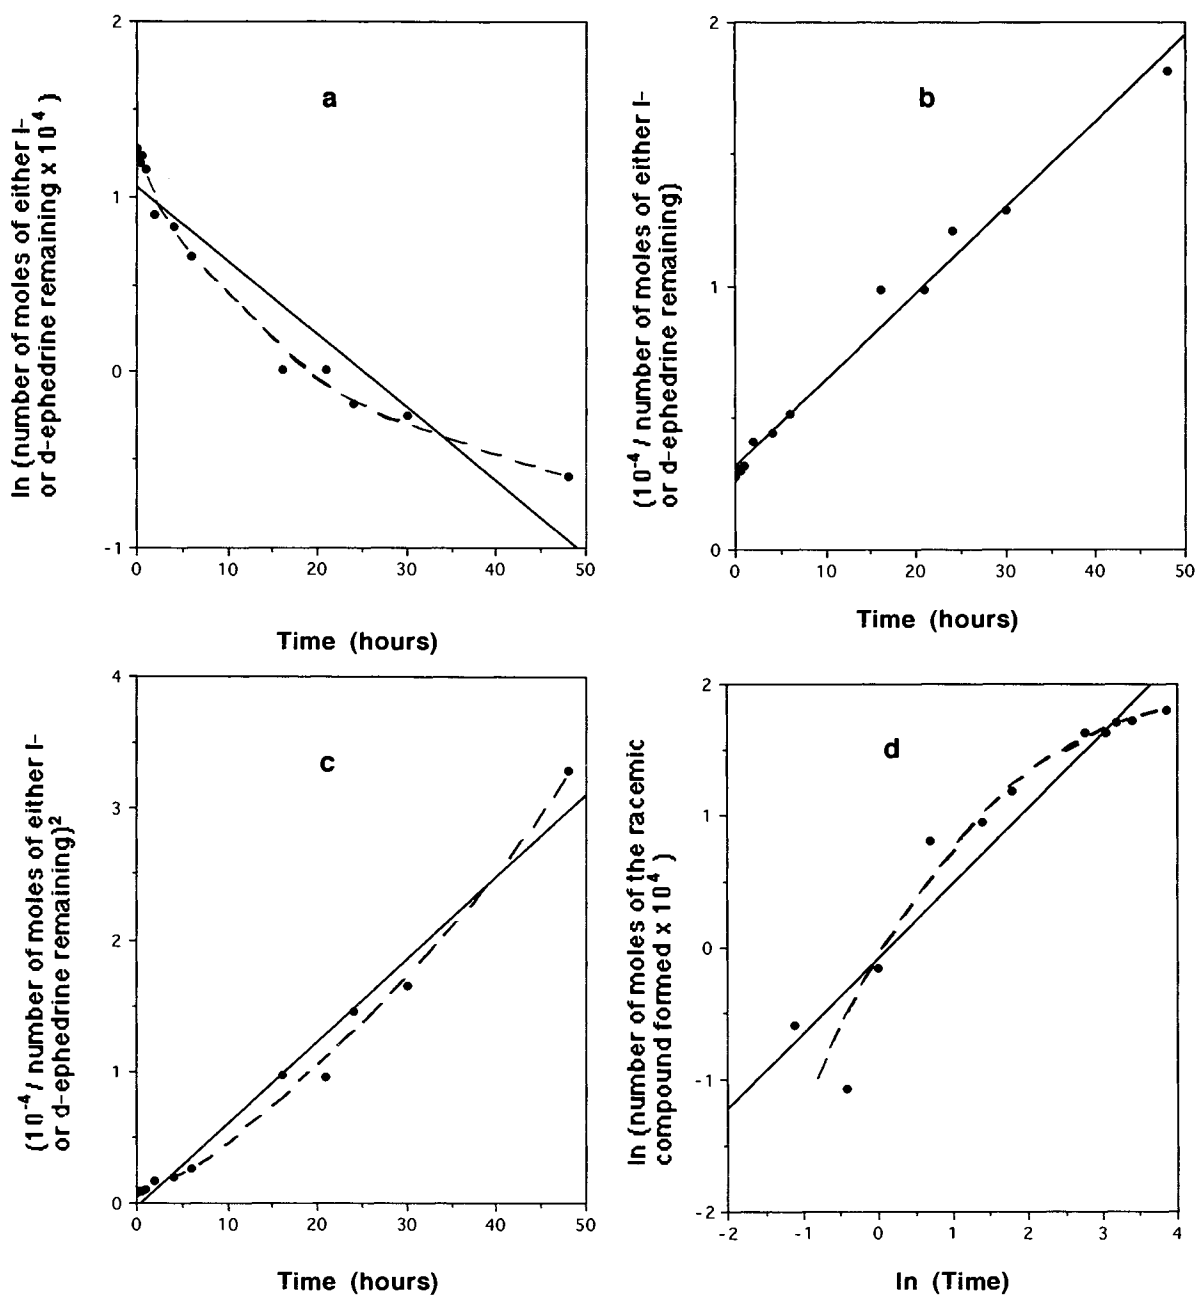 a
2
1
0
-1
0
10
20
30
40
50
ln (number of moles of either l-
or d-ephedrine remaining x 10^4)
Time (hours)
b
2
1
0
0
10
20
30
40
50
(10^-4 / number of moles of either l-
or d-ephedrine remaining)
Time (hours)
c
4
3
2
1
0
0
10
20
30
40
50
(10^-4 / number of moles of either l-
or d-ephedrine remaining)^2
Time (hours)
d
2
1
0
-1
-2
-2
-1
0
1
2
3
4
ln (number of moles of the racemic
compound formed x 10^4)
ln (Time)